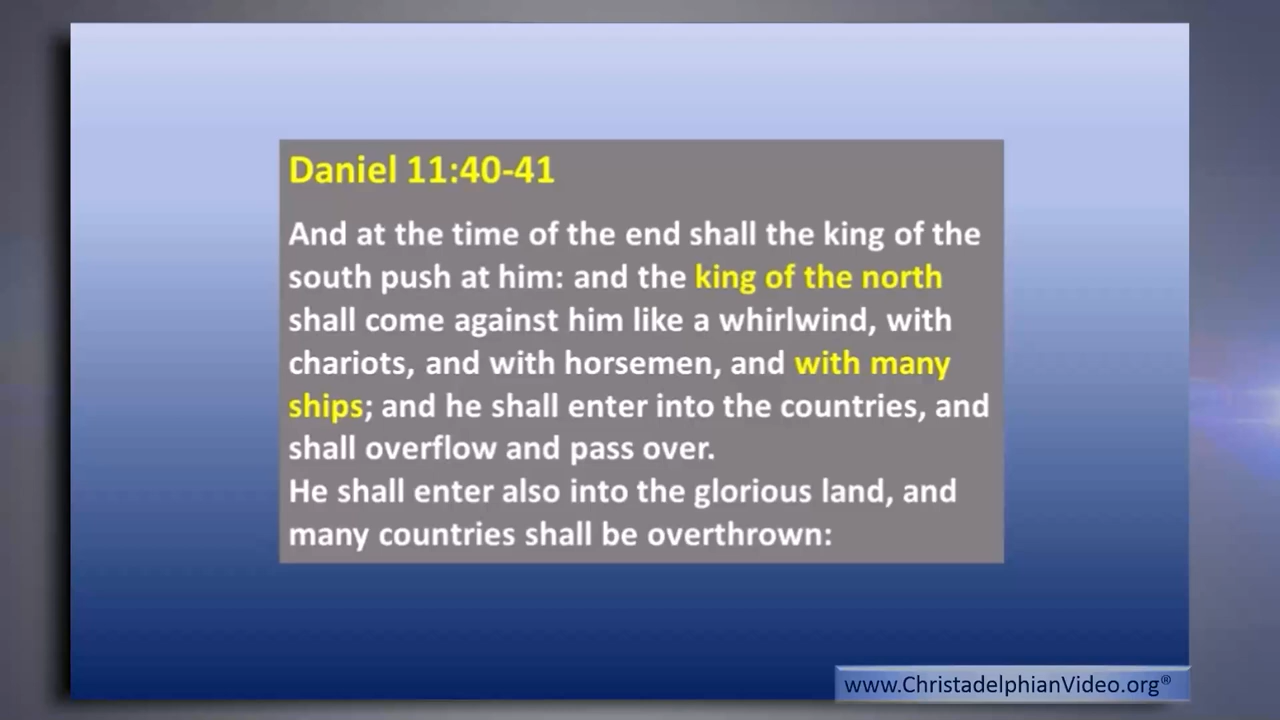 Daniel 11:40-41
And at the time of the end shall the king of the
south push at him: and the king of the north
shall come against him like a whirlwind, with
chariots, and with horsemen, and with many
ships; and he shall enter into the countries, and
shall overflow and pass over.
He shall enter also into the glorious land, and
many countries shall be overthrown:
www.ChristadelphianVideo.org®